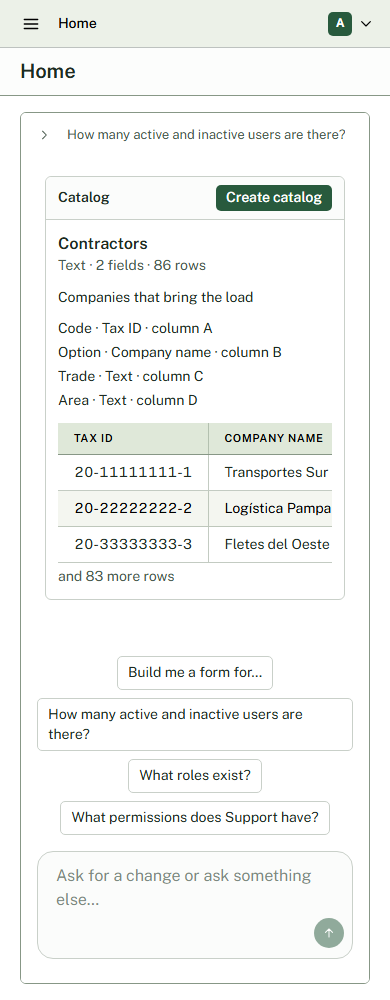 Home
A
Home
How many active and inactive users are there?
Catalog
Create catalog
Contractors
Text · 2 fields · 86 rows
Companies that bring the load
Code · Tax ID · column A
Option · Company name · column B
Trade · Text · column C
Area · Text · column D
TAX ID COMPANY NAME
20-11111111-1 Transportes Sur
20-22222222-2 Logística Pampa
20-33333333-3 Fletes del Oeste
and 83 more rows
Build me a form for...
How many active and inactive users are
there?
What roles exist?
What permissions does Support have?
Ask for a change or ask something
else...